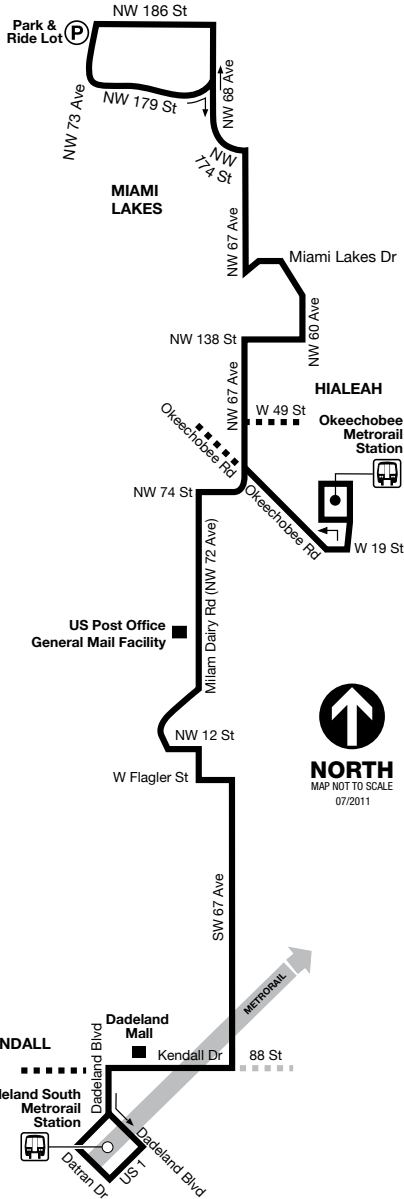 NW 186 St
Park &
Ride Lot
P
NW 68 Ave
NW 179 St
NW 73 Ave
NW
174 St
MIAMI
LAKES
NW 67 Ave
Miami Lakes Dr
NW 60 Ave
NW 138 St
NW 67 Ave
HIALEAH
W 49 St
Okeechobee Rd
Okeechobee
Metrorail
Station
NW 74 St
Okeechobee Rd
W 19 St
Milam Dairy Rd (NW 72 Ave)
US Post Office
General Mail Facility
NW 12 St
W Flagler St
NORTH
MAP NOT TO SCALE
07/2011
SW 67 Ave
METRORAIL
Dadeland
Mall
NDALL
Dadeland Blvd
Kendall Dr
88 St
eland South
Metrorail
Station
Dadeland Blvd
US 1
Datran Dr